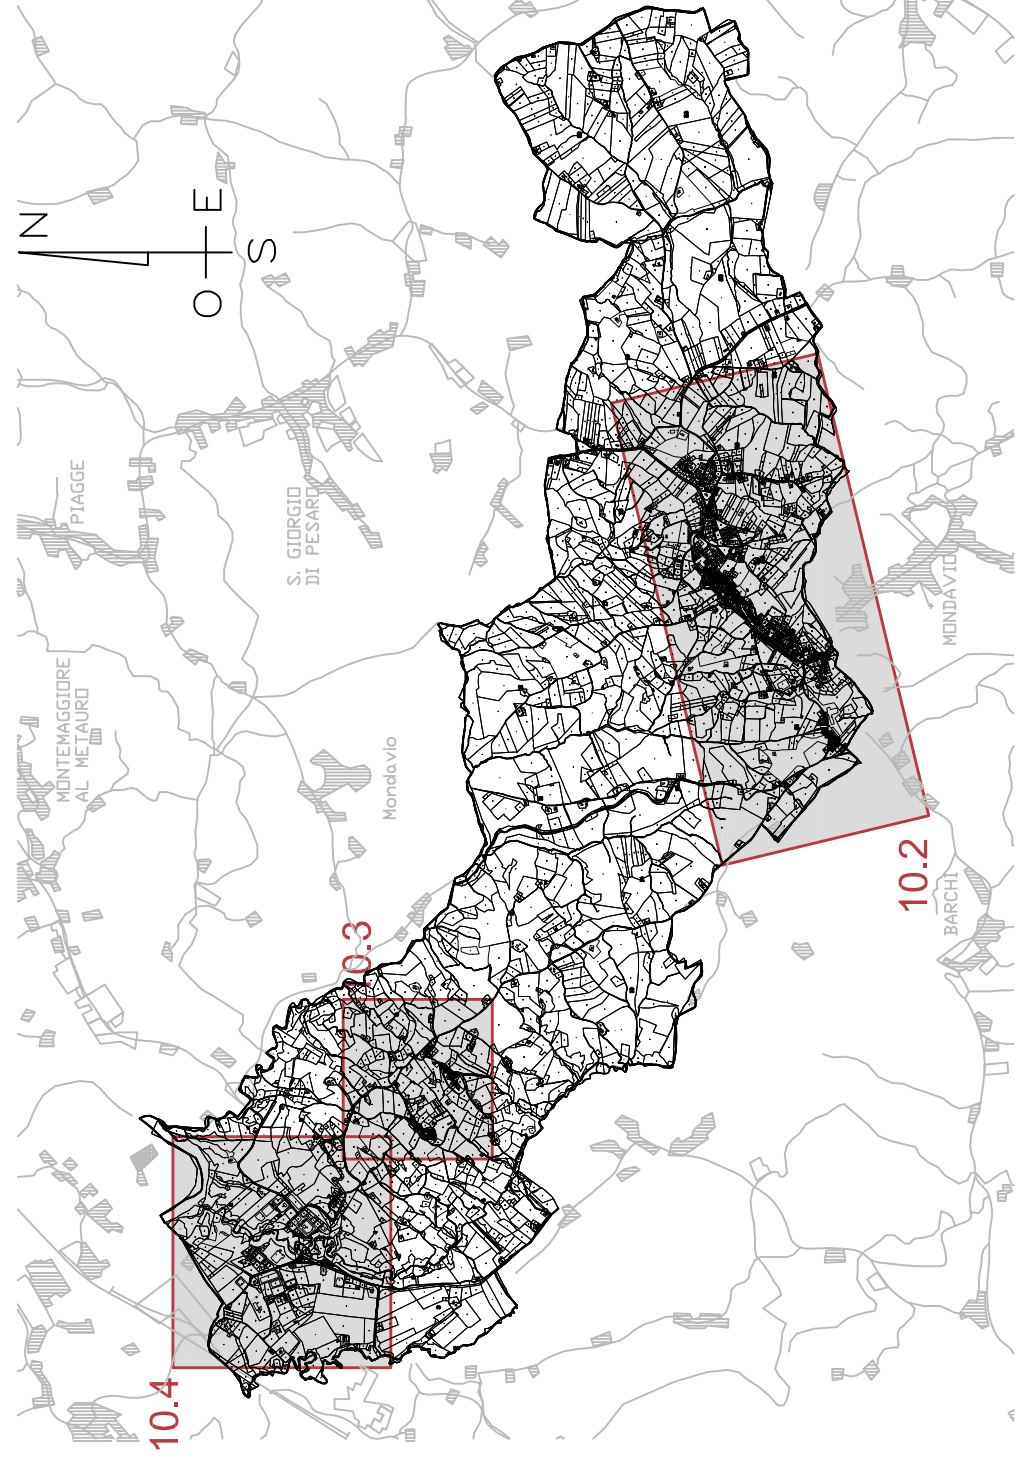 N
O E
S
PIAGGE
S. GIORGIO
DI PESARO
MONTEMAGGIORE
AL METAURO
Mondavio
MONDAVIO
BARCHI
10.2
10.3
10.4